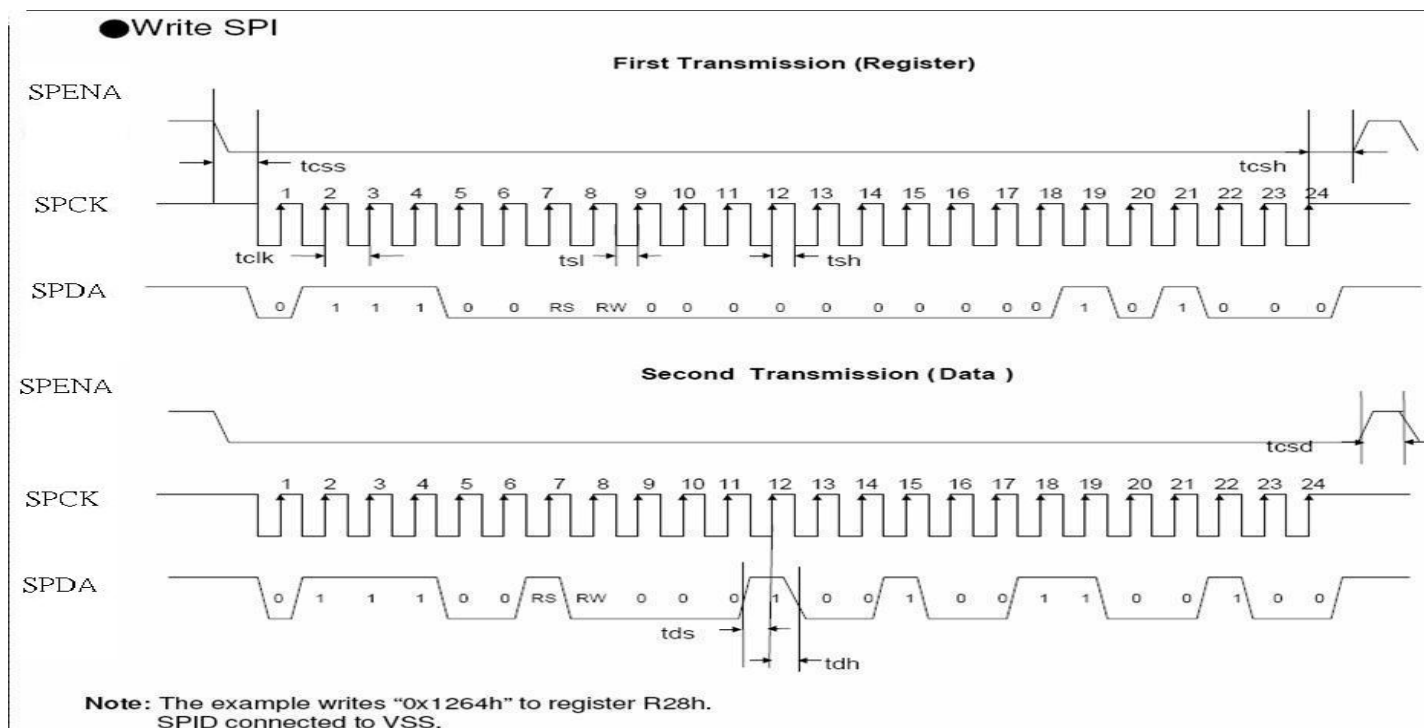 ●Write SPI
First Transmission (Register)
SPENA
tcss
tcsh
1 2 3 4 5 6 7 8 9 10 11 12 13 14 15 16 17 18 19 20 21 22 23 24
SPCK
tclk
tsl
tsh
SPDA
0 1 1 1 0 0 RS RW 0 0 0 0 0 0 0 0 0 0 1 0 1 0 0 0
Second Transmission (Data )
SPENA
tcsd
1 2 3 4 5 6 7 8 9 10 11 12 13 14 15 16 17 18 19 20 21 22 23 24
SPCK
SPDA
0 1 1 1 0 0 RS RW 0 0 0 1 0 0 1 0 0 1 1 0 0 1 0 0
tds
tdh
Note: The example writes “0x1264h” to register R28h.
SPID connected to VSS.